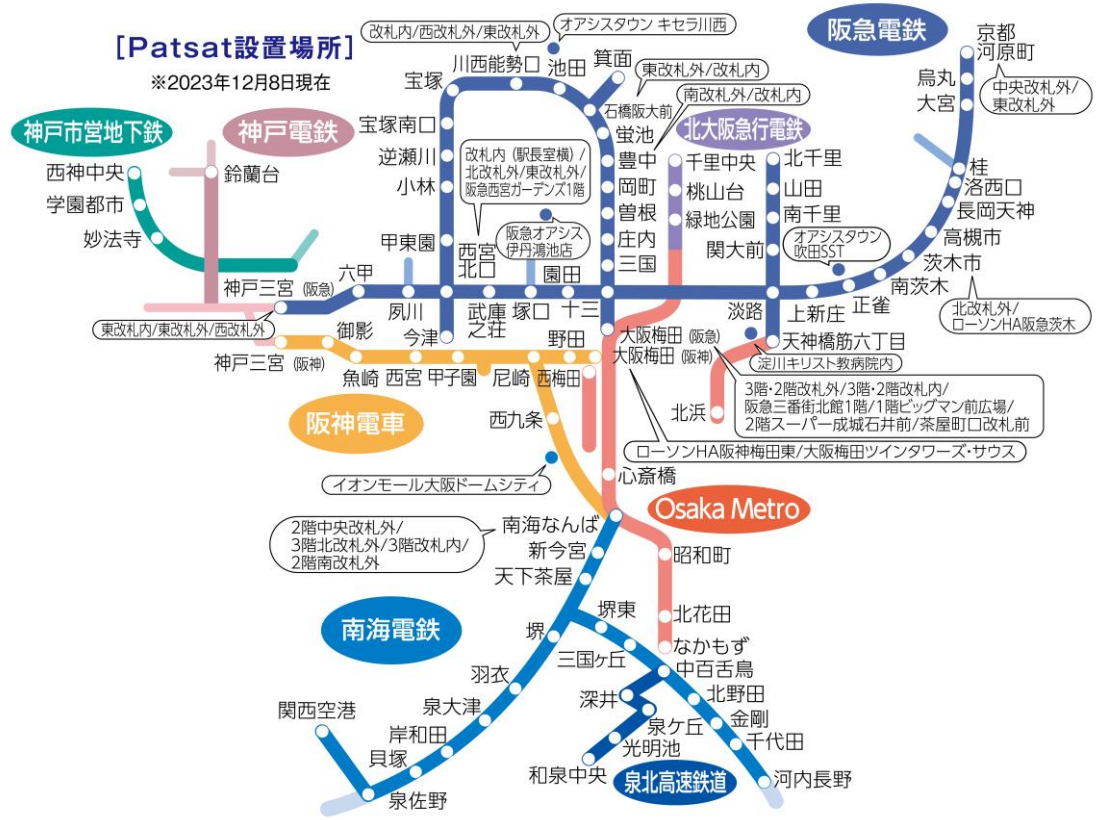 [Patsat設置場所]
※2023年12月8日現在
改札内/西改札外/東改札外
オアシスタウン キセラ川西
阪急電鉄
京都
河原町
烏丸
大宮
中央改札外/
東改札外
川西能勢口
池田
箕面
宝塚
石橋阪大前
東改札外/改札内
南改札外/改札内
神戸市営地下鉄
神戸電鉄
宝塚南口
蛍池
北大阪急行電鉄
西神中央
鈴蘭台
逆瀬川
改札内(駅長室横)/
北改札外/東改札外/
阪急西宮ガーデンズ1階
豊中
千里中央
北千里
桂
学園都市
小林
岡町
桃山台
山田
洛西口
妙法寺
曽根
緑地公園
南千里
長岡天神
甲東園
西宮
北口
阪急オアシス
伊丹鴻池店
庄内
関大前
オアシスタウン
吹田SST
高槻市
三国
茨木市
六甲
園田
南茨木
神戸三宮(阪急)
夙川
武庫
之荘
塚口
十三
淡路
上新庄
正雀
北改札外/
ローソンHA阪急茨木
東改札内/東改札外/西改札外
御影
今津
野田
大阪梅田(阪急)
大阪梅田(阪神)
天神橋筋六丁目
神戸三宮(阪神)
魚崎
西宮
甲子園
尼崎
西梅田
淀川キリスト教病院内
3階・2階改札外/3階・2階改札内/
阪急三番街北館1階/1階ビッグマン前広場/
2階スーパー成城石井前/茶屋町口改札前
北浜
阪神電車
西九条
ローソンHA阪神梅田東/大阪梅田ツインタワーズ・サウス
心斎橋
イオンモール大阪ドームシティ
Osaka Metro
2階中央改札外/
3階北改札外/3階改札内/
2階南改札外
南海なんば
新今宮
昭和町
天下茶屋
南海電鉄
堺東
北花田
堺
三国ヶ丘
なかもず
中百舌鳥
羽衣
深井
北野田
関西空港
泉大津
泉ケ丘
金剛
岸和田
光明池
千代田
貝塚
和泉中央
泉北高速鉄道
河内長野
泉佐野